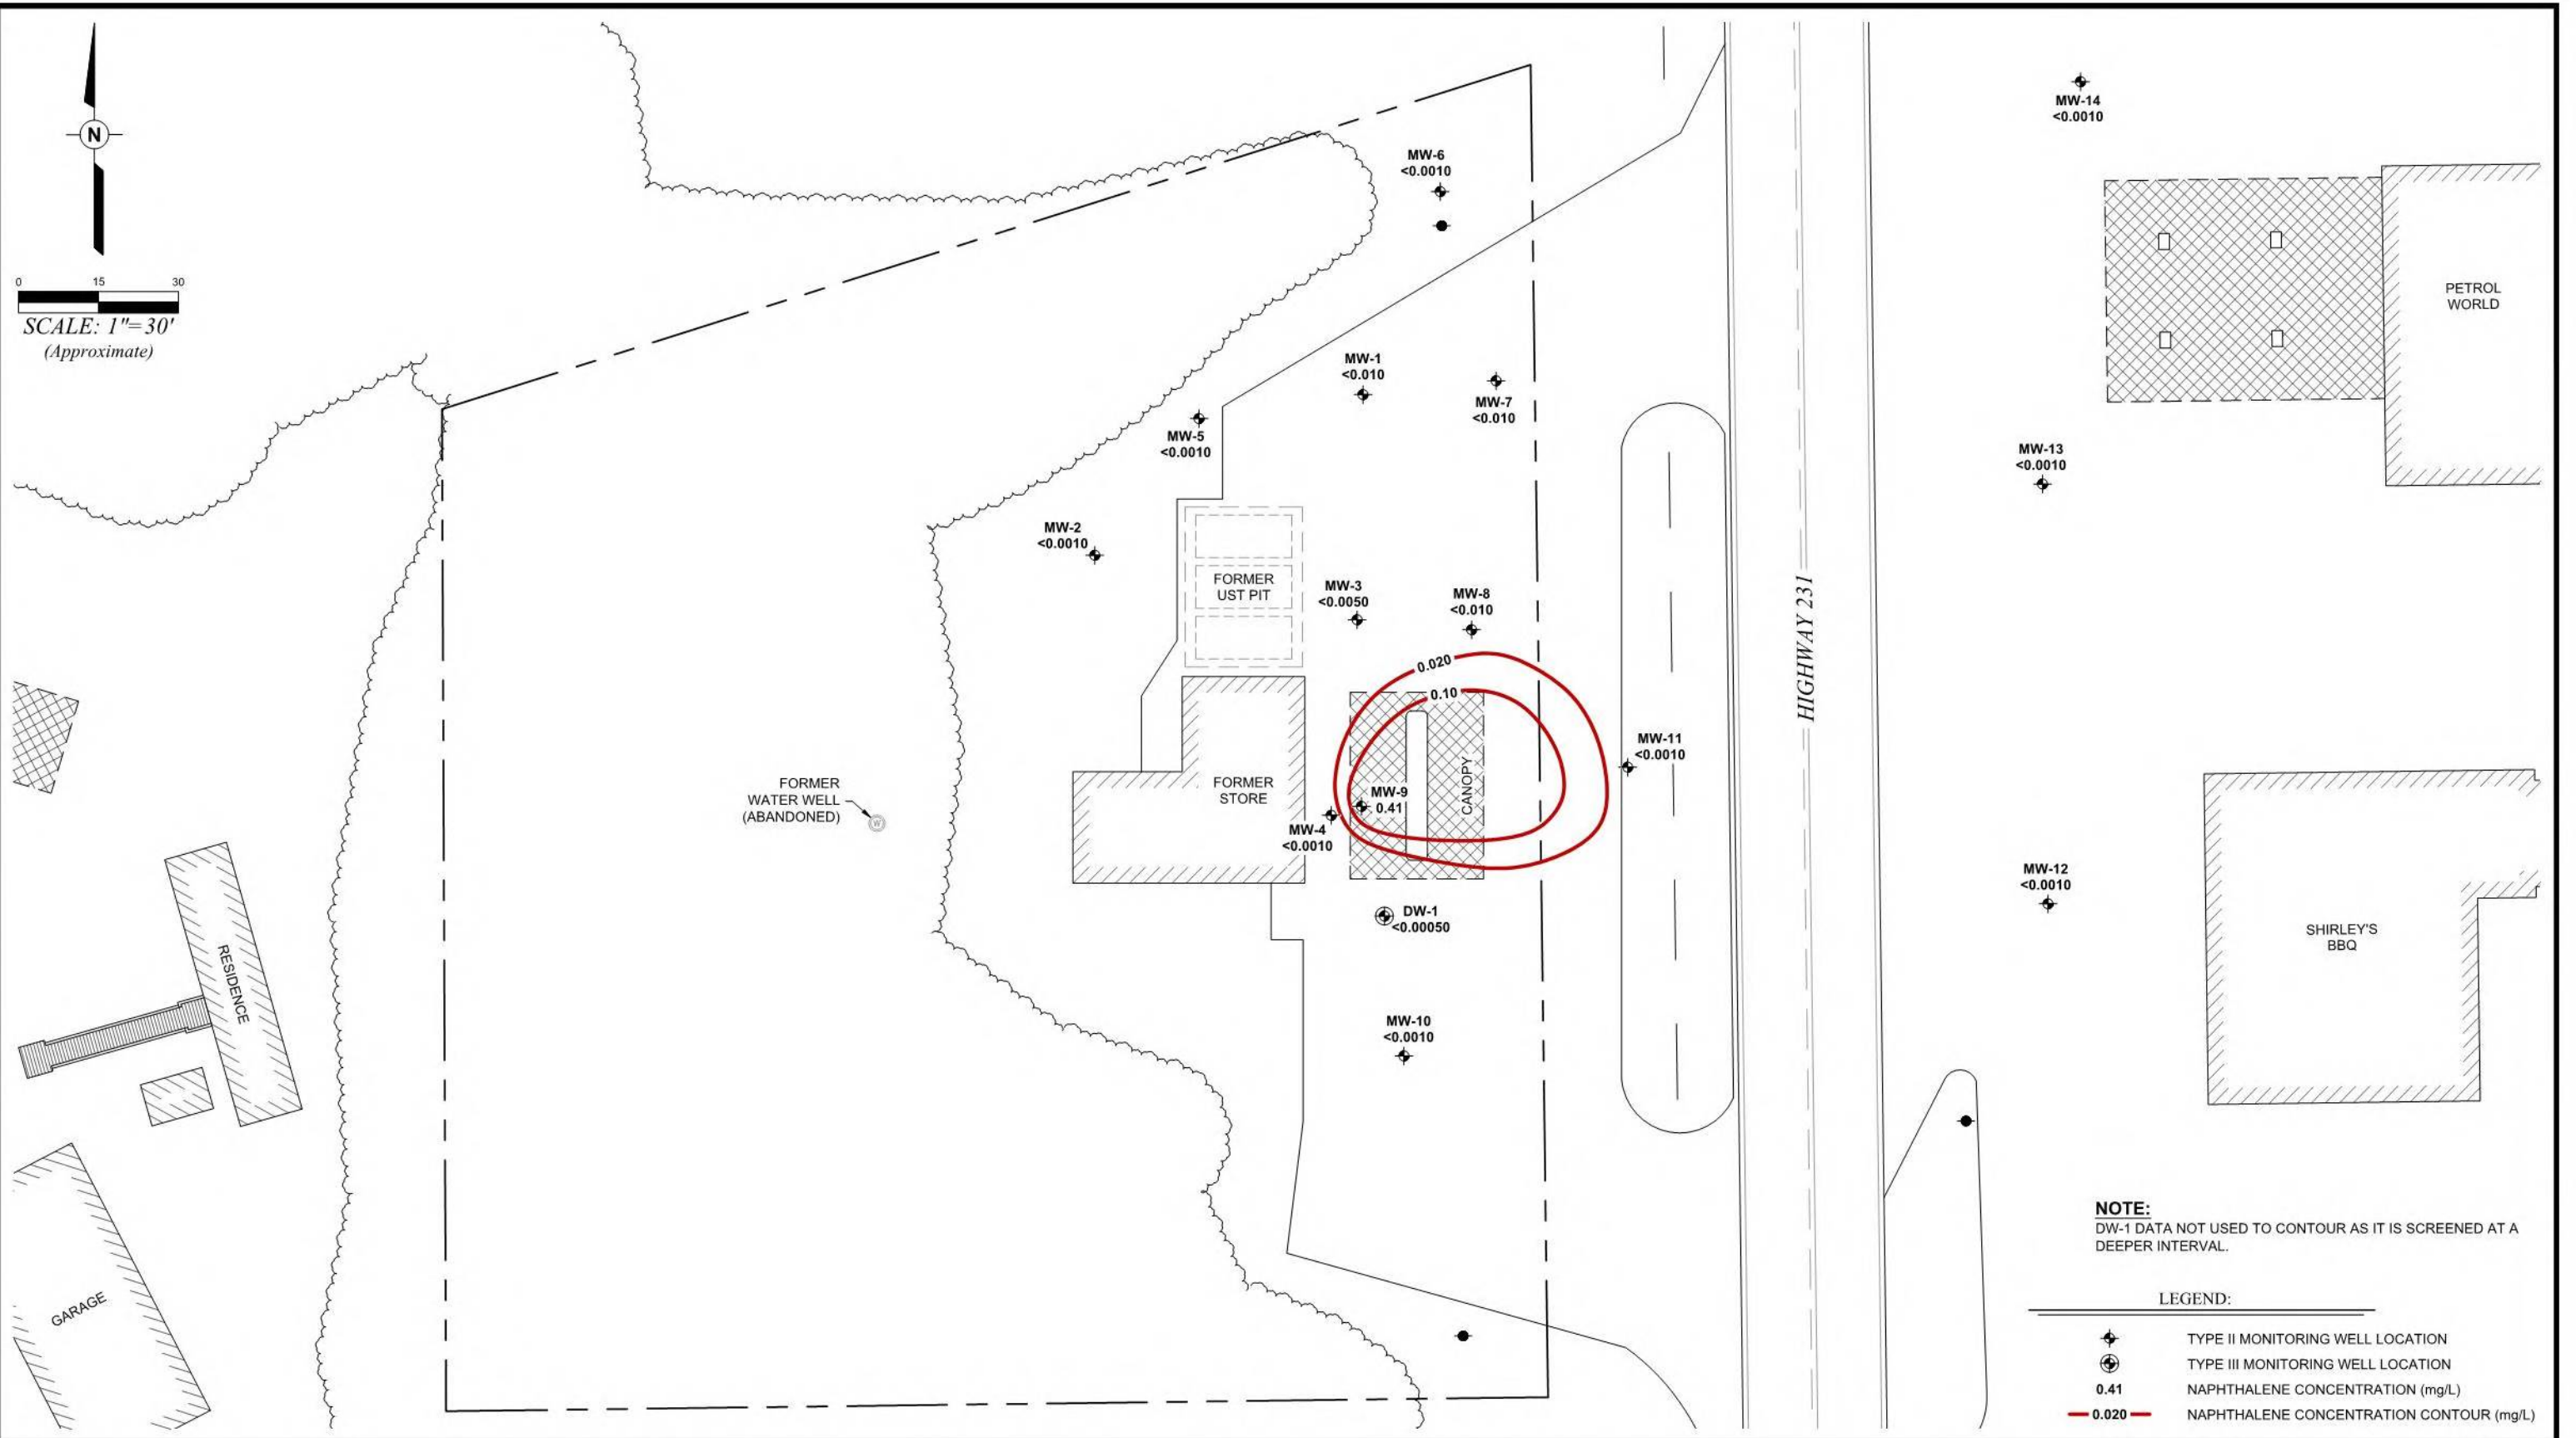 N
0 15 30
SCALE: 1"=30'
(Approximate)
MW-14
<0.0010
MW-6
<0.0010
PETROL
WORLD
MW-1
<0.010
MW-7
<0.010
MW-5
<0.0010
MW-13
<0.0010
MW-2
<0.0010
FORMER
UST PIT
MW-3
<0.0050
MW-8
<0.010
HIGHWAY 231
0.020
0.10
MW-11
<0.0010
FORMER
WATER WELL
(ABANDONED)
W
FORMER
STORE
CANOPY
MW-9
0.41
MW-4
<0.0010
MW-12
<0.0010
DW-1
<0.00050
SHIRLEY'S
BBQ
RESIDENCE
MW-10
<0.0010
GARAGE
NOTE:
DW-1 DATA NOT USED TO CONTOUR AS IT IS SCREENED AT A
DEEPER INTERVAL.
LEGEND:
TYPE II MONITORING WELL LOCATION
TYPE III MONITORING WELL LOCATION
0.41 NAPHTHALENE CONCENTRATION (mg/L)
0.020 NAPHTHALENE CONCENTRATION CONTOUR (mg/L)